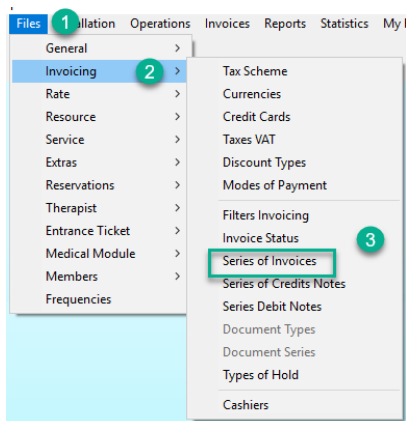 Files 1 allation Operations Invoices Reports Statistics My
General >
Invoicing 2 >
Rate >
Resource >
Service >
Extras >
Reservations >
Therapist >
Entrance Ticket >
Medical Module >
Members >
Frequencies
Tax Scheme
Currencies
Credit Cards
Taxes VAT
Discount Types
Modes of Payment
Filters Invoicing
Invoice Status
3
Series of Invoices
Series of Credits Notes
Series Debit Notes
Document Types
Document Series
Types of Hold
Cashiers